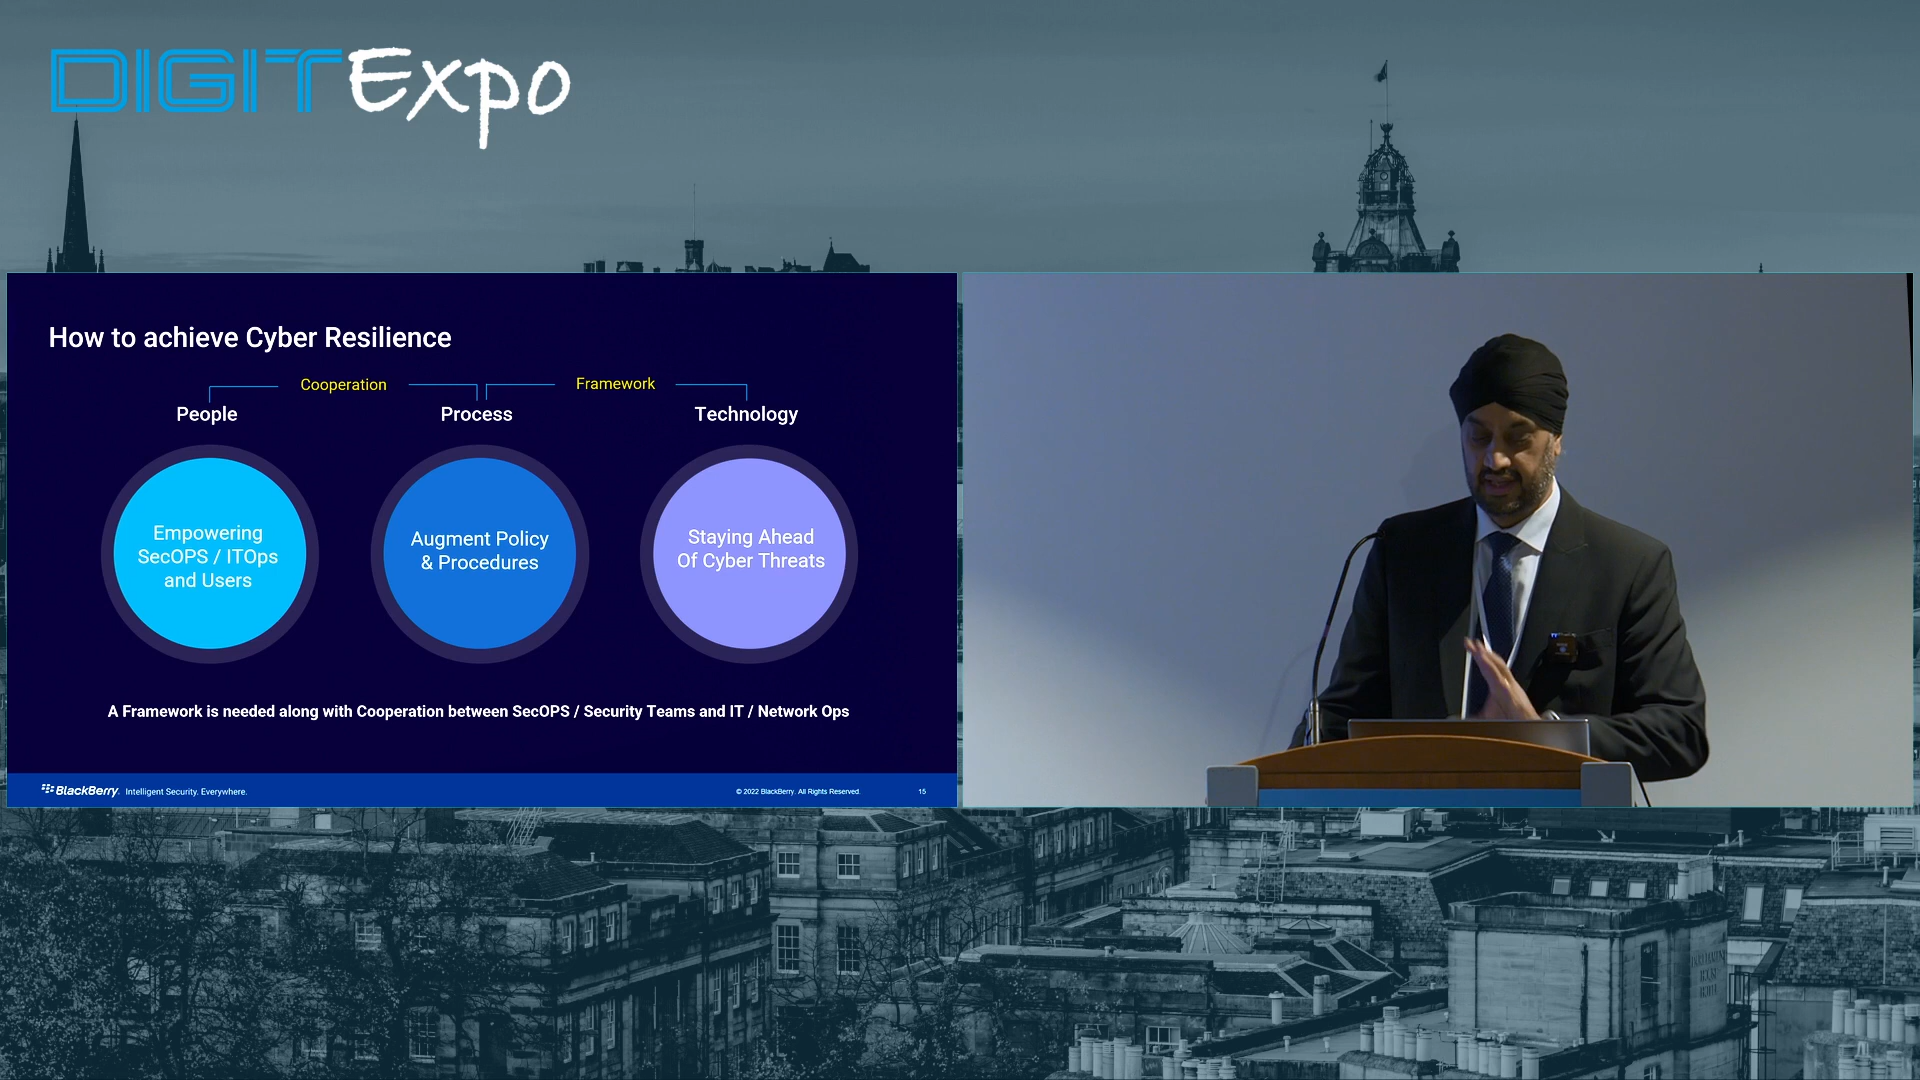 DIGIT Expo
How to achieve Cyber Resilience
Cooperation
Framework
People
Process
Technology
Empowering
SecOPS / ITOps
and Users
Augment Policy
& Procedures
Staying Ahead
Of Cyber Threats
A Framework is needed along with Cooperation between SecOPS / Security Teams and IT / Network Ops
BlackBerry. Intelligent Security. Everywhere.
© 2022 BlackBerry. All Rights Reserved.
15